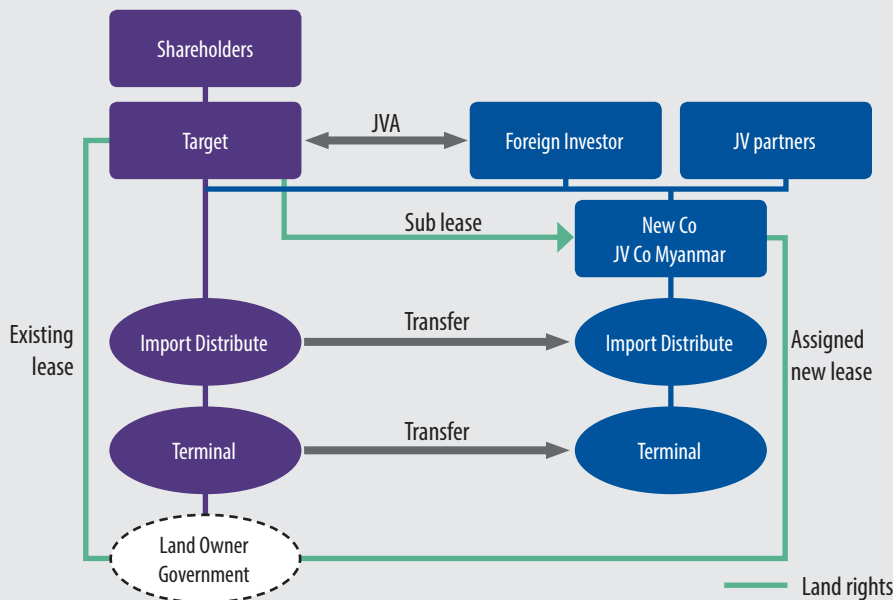 Shareholders
Target
JVA
Foreign Investor
JV partners
Sub lease
New Co
JV Co Myanmar
Existing
lease
Import Distribute
Transfer
Import Distribute
Assigned
new lease
Terminal
Transfer
Terminal
Land Owner
Government
Land rights